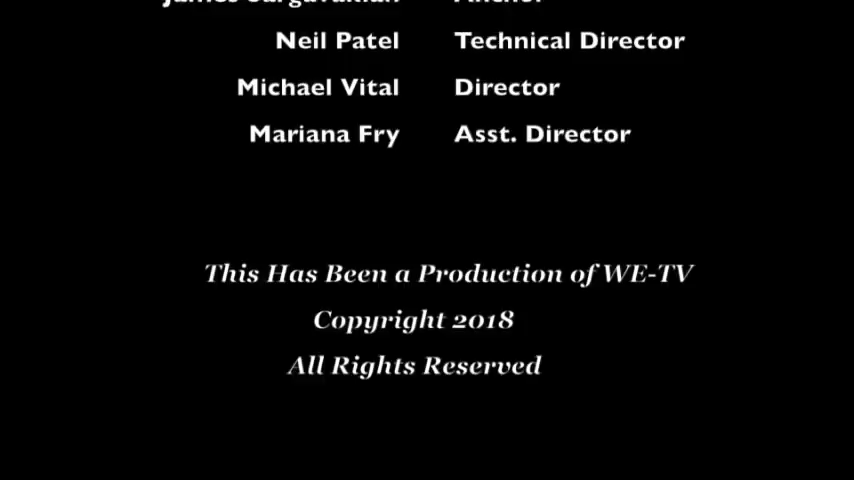 Neil Patel Technical Director
Michael Vital Director
Mariana Fry Asst. Director
This Has Been a Production of WE-TV
Copyright 2018
All Rights Reserved